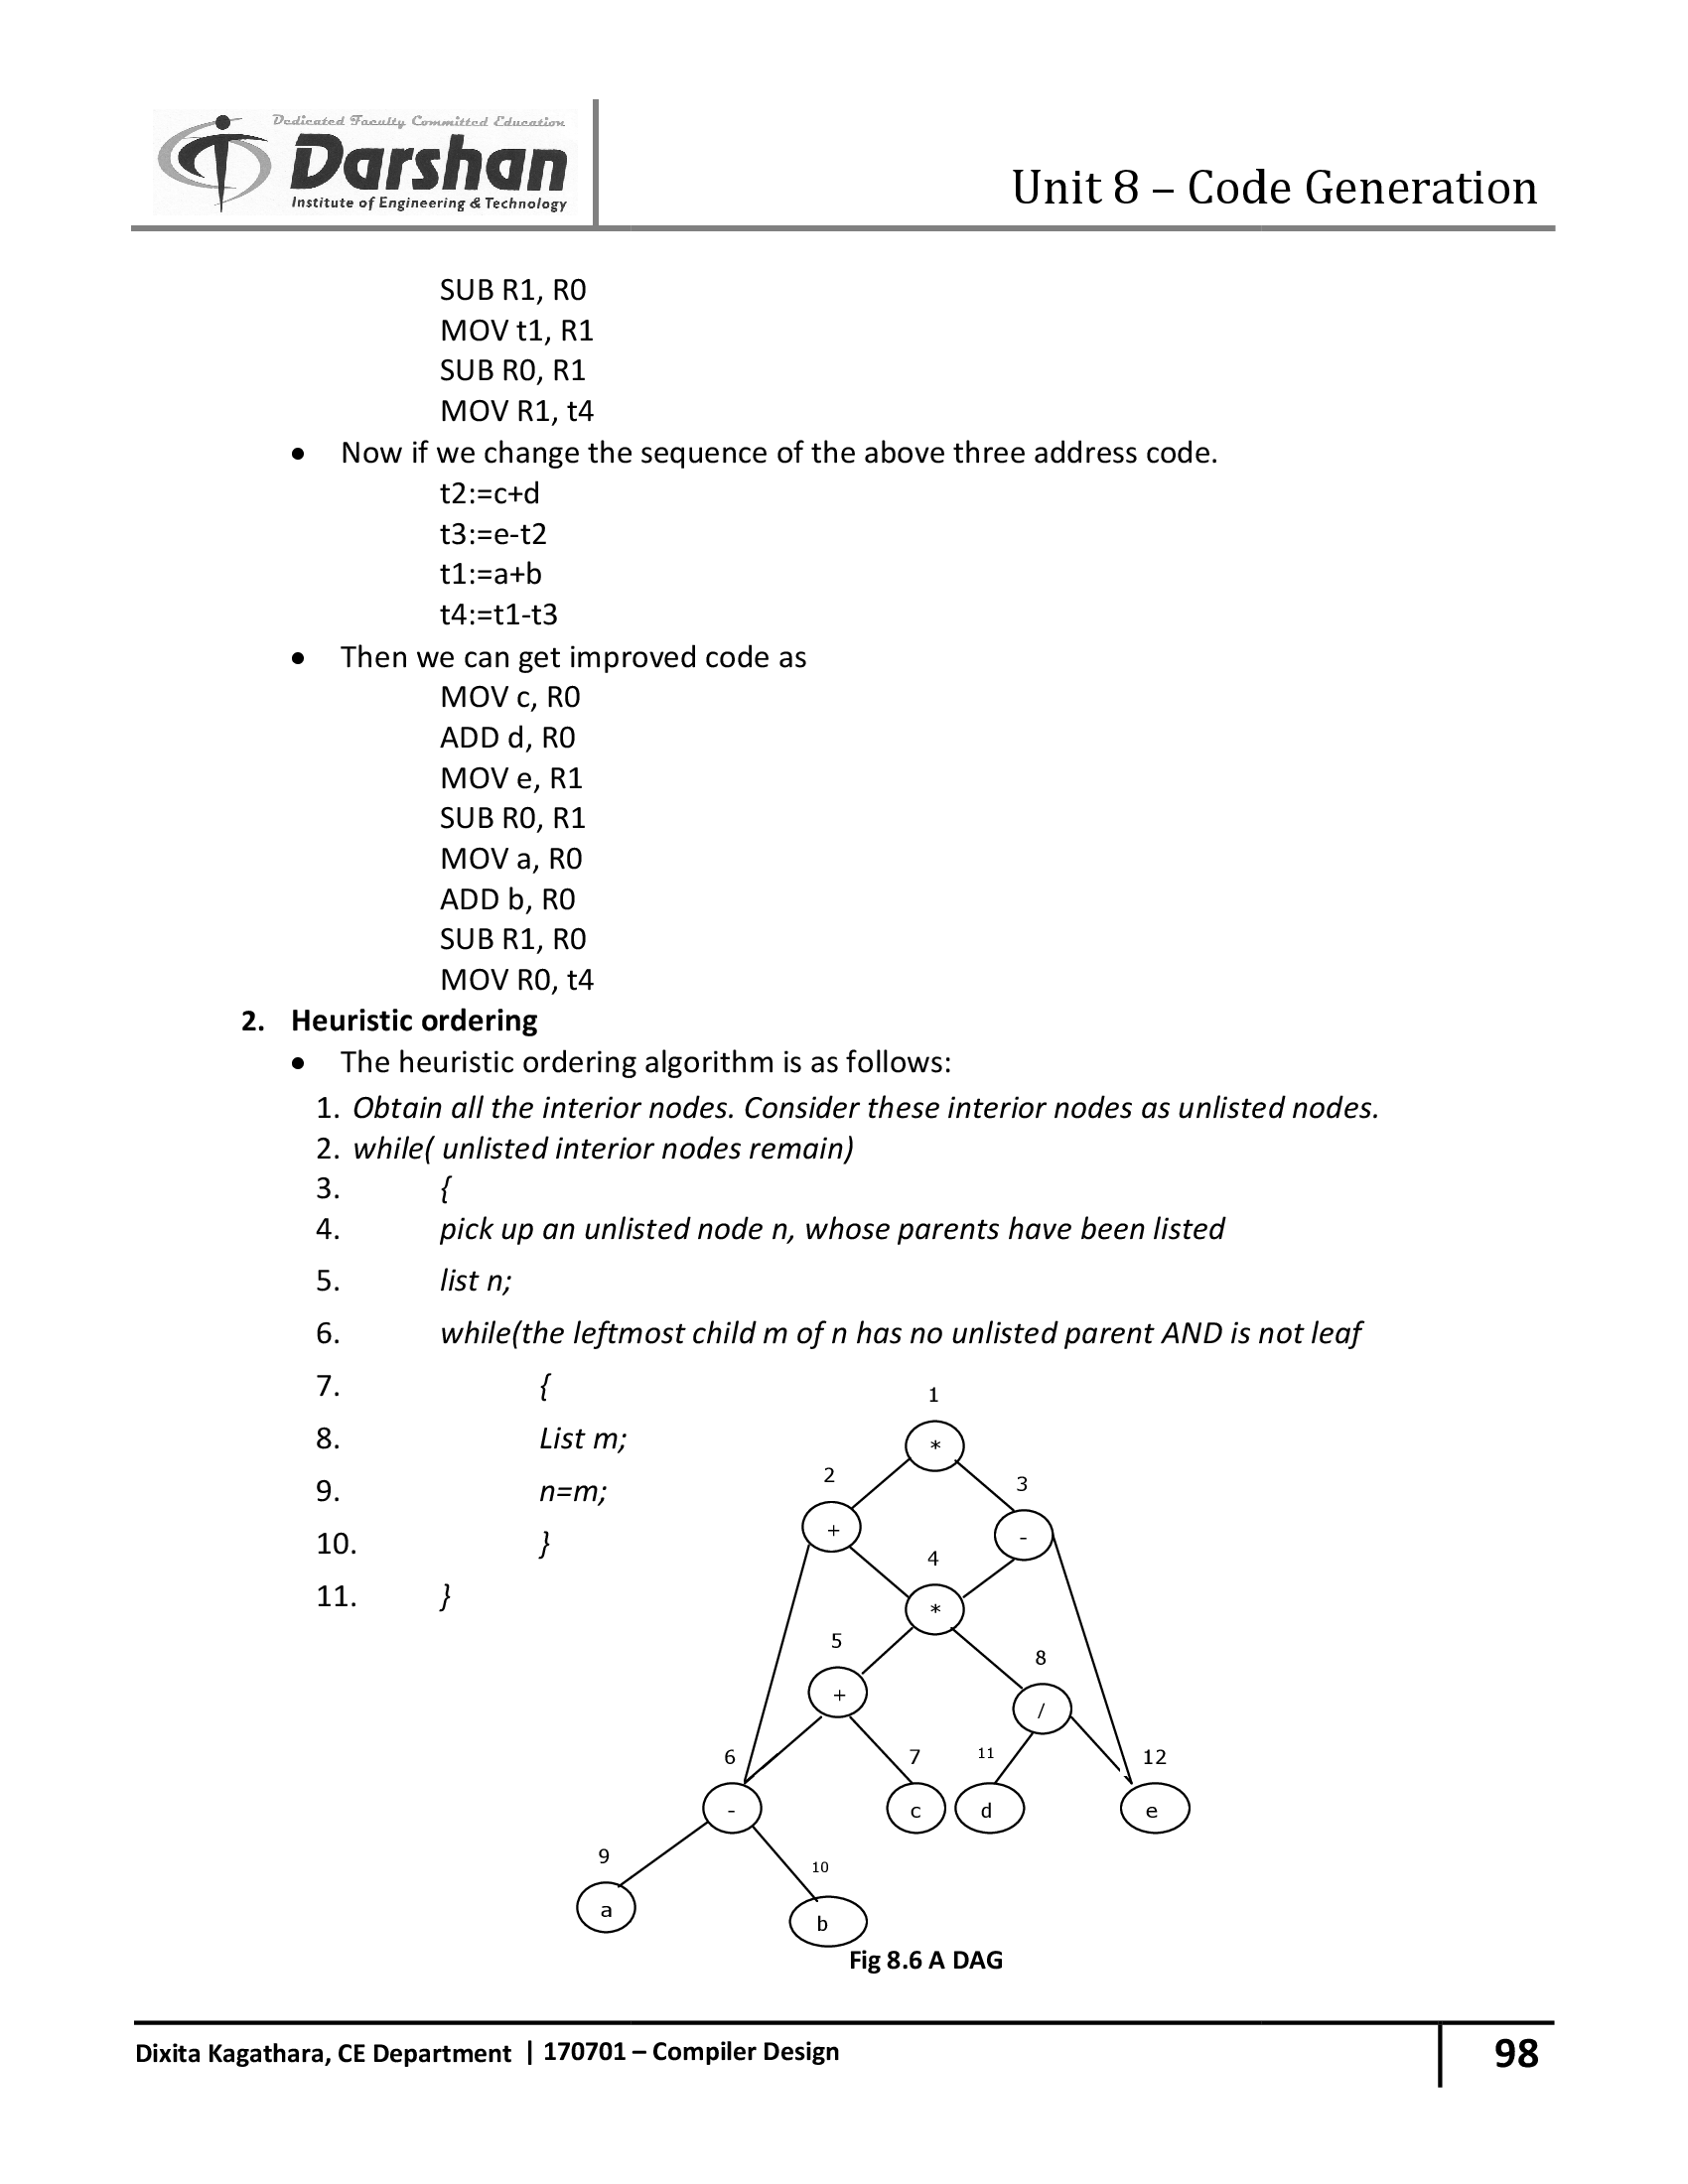 Dedicated Faculty Committed Education
Darshan
Institute of Engineering & Technology
Unit 8 – Code Generation
SUB R1, R0
MOV t1, R1
SUB R0, R1
MOV R1, t4
• Now if we change the sequence of the above three address code.
t2:=c+d
t3:=e-t2
t1:=a+b
t4:=t1-t3
• Then we can get improved code as
MOV c, R0
ADD d, R0
MOV e, R1
SUB R0, R1
MOV a, R0
ADD b, R0
SUB R1, R0
MOV R0, t4
2. Heuristic ordering
• The heuristic ordering algorithm is as follows:
1. Obtain all the interior nodes. Consider these interior nodes as unlisted nodes.
2. while( unlisted interior nodes remain)
3. {
4. pick up an unlisted node n, whose parents have been listed
5. list n;
6. while(the leftmost child m of n has no unlisted parent AND is not leaf
7. {
8. List m;
9. n=m;
10. }
11. }
1
*
2
3
+
-
4
*
5
8
+
/
6
7
11
12
-
c
d
e
9
10
a
b
Fig 8.6 A DAG
Dixita Kagathara, CE Department | 170701 – Compiler Design
98